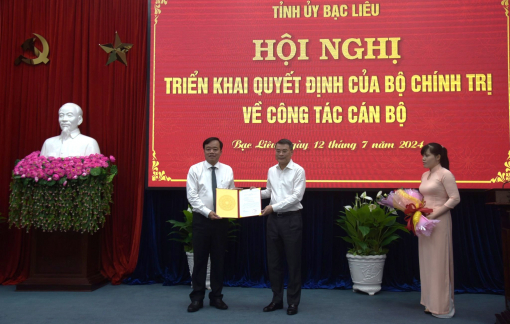 TỈNH ỦY BẠC LIÊU
HỘI NGHỊ
TRIỂN KHAI QUYẾT ĐỊNH CỦA BỘ CHÍNH TRỊ
VỀ CÔNG TÁC CÁN BỘ
Bạc Liêu, ngày 12 tháng 7 năm 2024